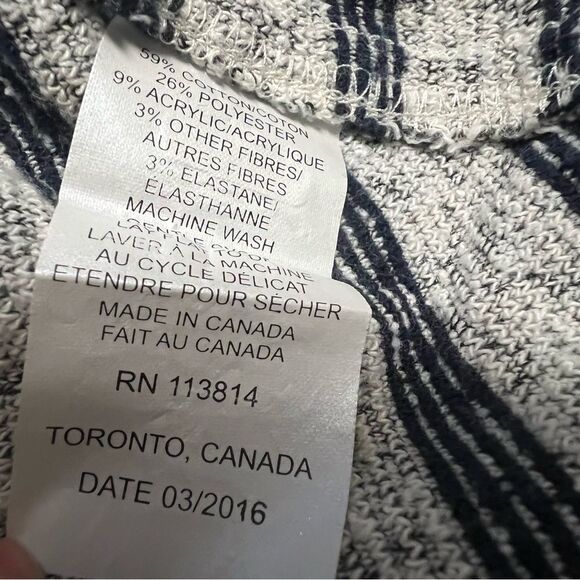 59% COTTON/COTON
26% POLYESTER
9% ACRYLIC/ACRYLIQUE
3% OTHER FIBRES/
AUTRES FIBRES
3% ELASTANE/
ELASTHANNE
MACHINE WASH
LAVER À LA MACHINE
AU CYCLE DÉLICAT
ETENDRE POUR SÉCHER
MADE IN CANADA
FAIT AU CANADA
RN 113814
TORONTO, CANADA
DATE 03/2016